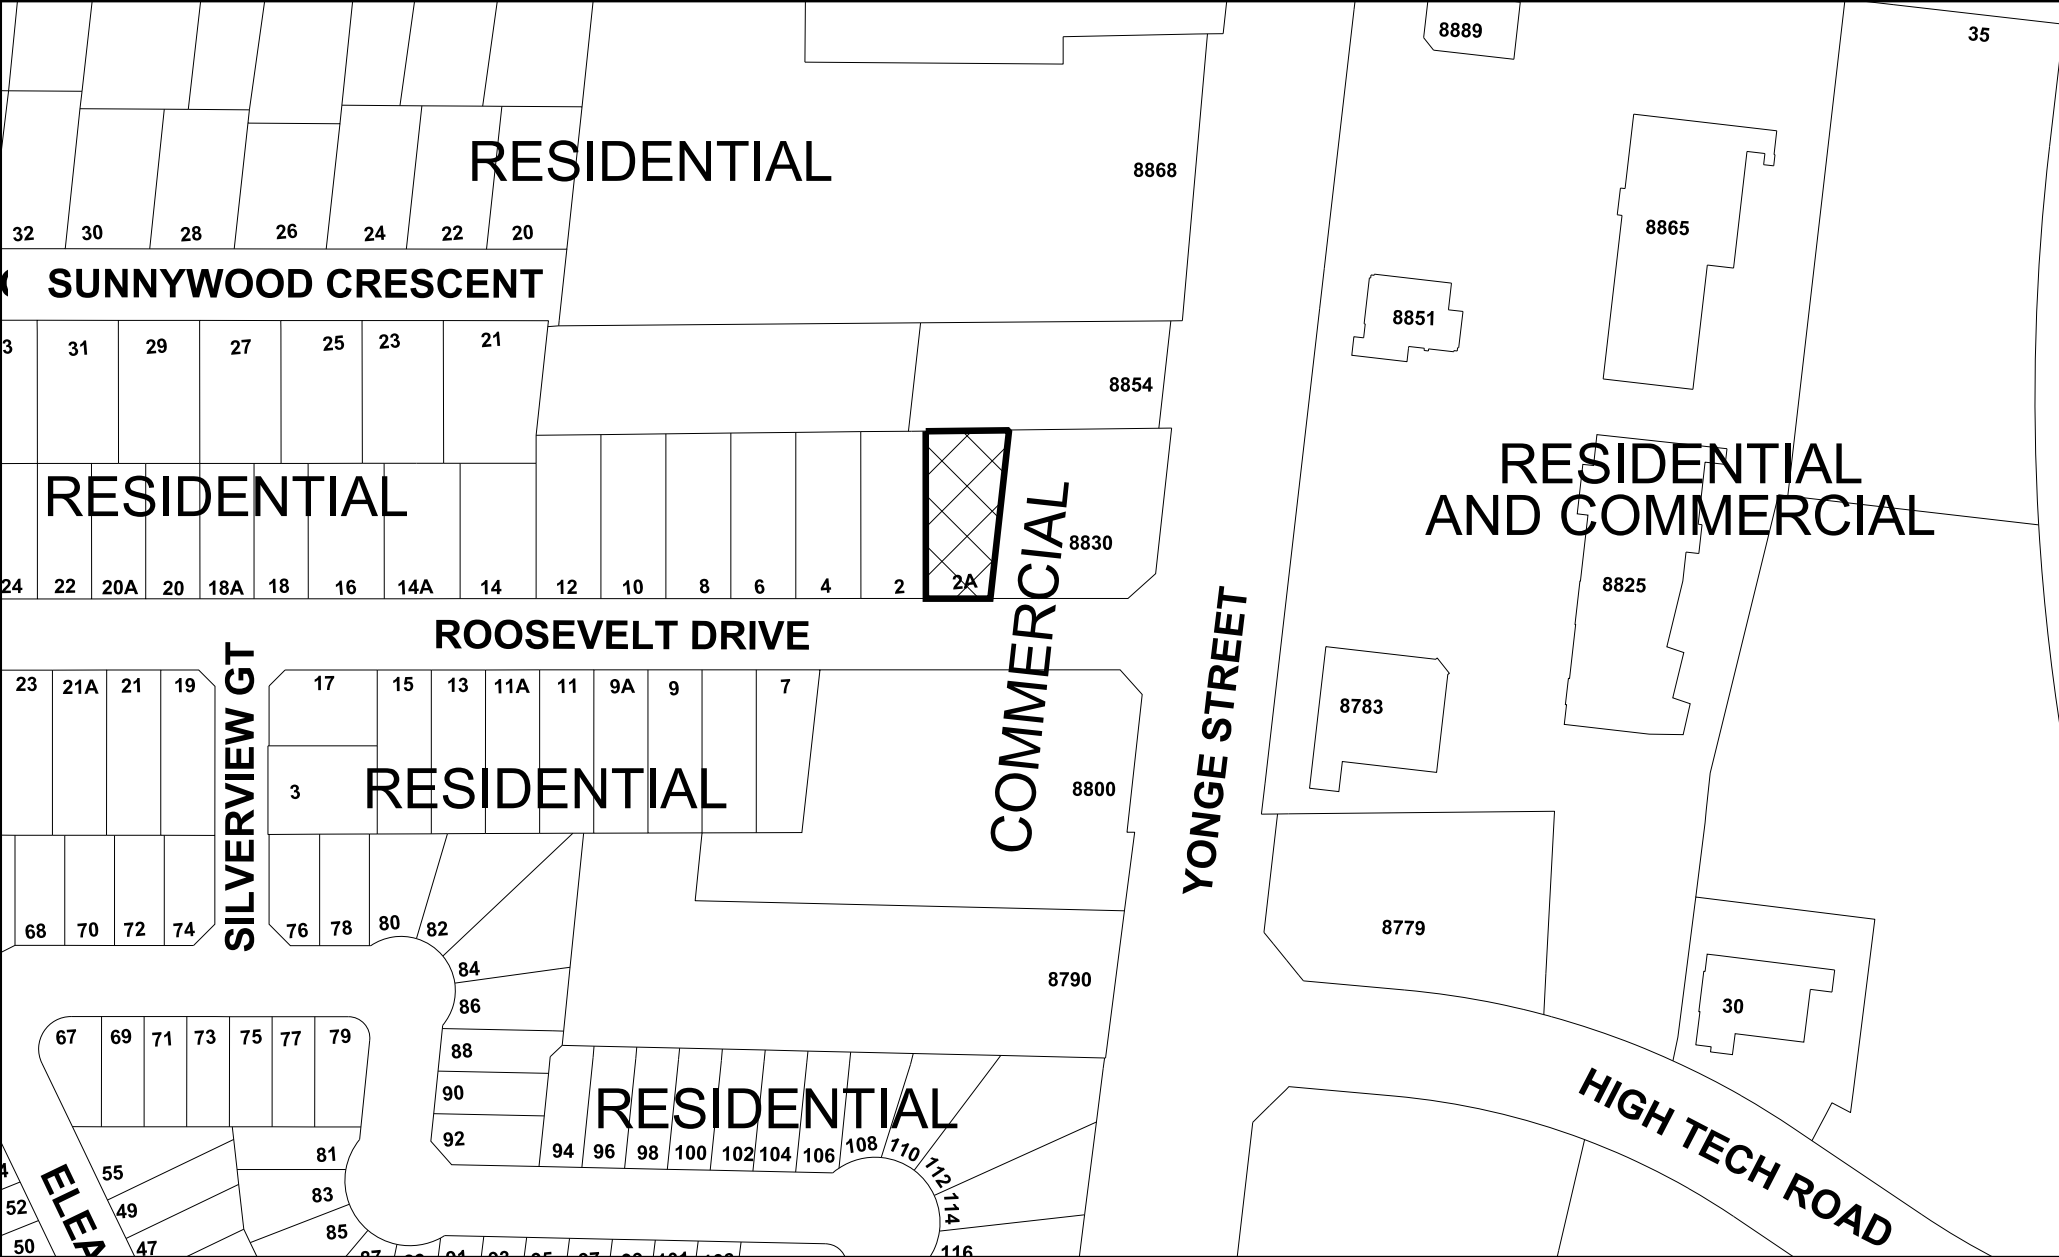 8889
35
RESIDENTIAL
8868
8865
32 30 28 26 24 22 20
SUNNYWOOD CRESCENT
8851
3 31 29 27 25 23 21
8854
RESIDENTIAL
AND COMMERCIAL
RESIDENTIAL
COMMERCIAL
8830
8825
24 22 20A 20 18A 18 16 14A 14 12 10 8 6 4 2 2A
ROOSEVELT DRIVE
YONGE STREET
SILVERVIEW GT
23 21A 21 19 17 15 13 11A 11 9A 9 7
8783
3
RESIDENTIAL
8800
68 70 72 74 76 78 80 82
8779
84
8790
86
30
67 69 71 73 75 77 79
88
90
RESIDENTIAL
HIGH TECH ROAD
92
94 96 98 100 102 104 106 108 110 112 114 116
81
55
83
52
49
85
50
47
ELEA